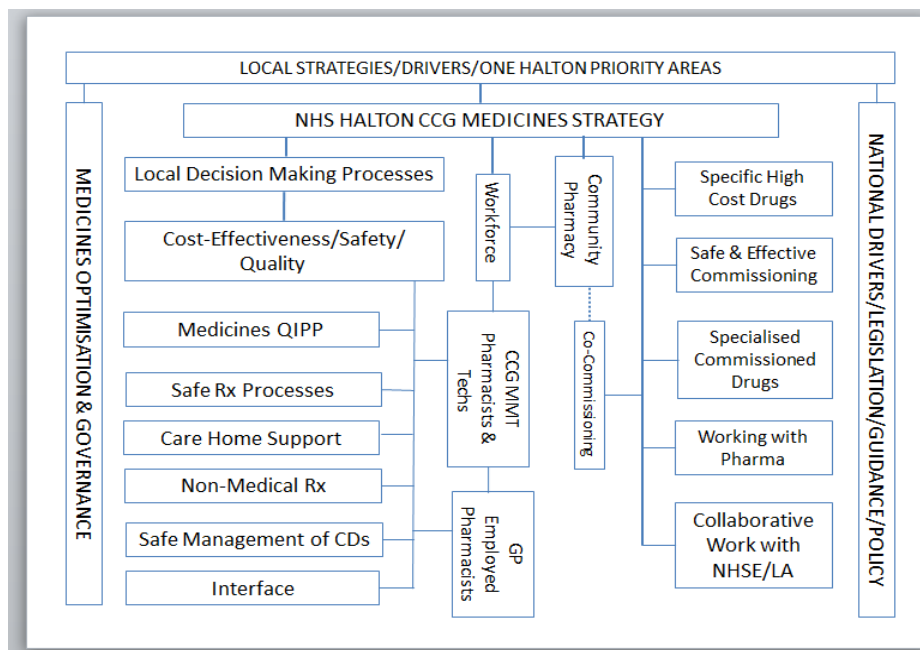 LOCAL STRATEGIES/DRIVERS/ONE HALTON PRIORITY AREAS
MEDICINES OPTIMISATION & GOVERNANCE
NHS HALTON CCG MEDICINES STRATEGY
Local Decision Making Processes
Cost-Effectiveness/Safety/
Quality
Medicines QIPP
Safe Rx Processes
Care Home Support
Non-Medical Rx
Safe Management of CDs
Interface
Workforce
CCG MMT
Pharmacists &
Techs
GP
Employed
Pharmacists
Community
Pharmacy
Co-Commissioning
Specific High
Cost Drugs
Safe & Effective
Commissioning
Specialised
Commissioned
Drugs
Working with
Pharma
Collaborative
Work with
NHSE/LA
NATIONAL DRIVERS/LEGISLATION/GUIDANCE/POLICY